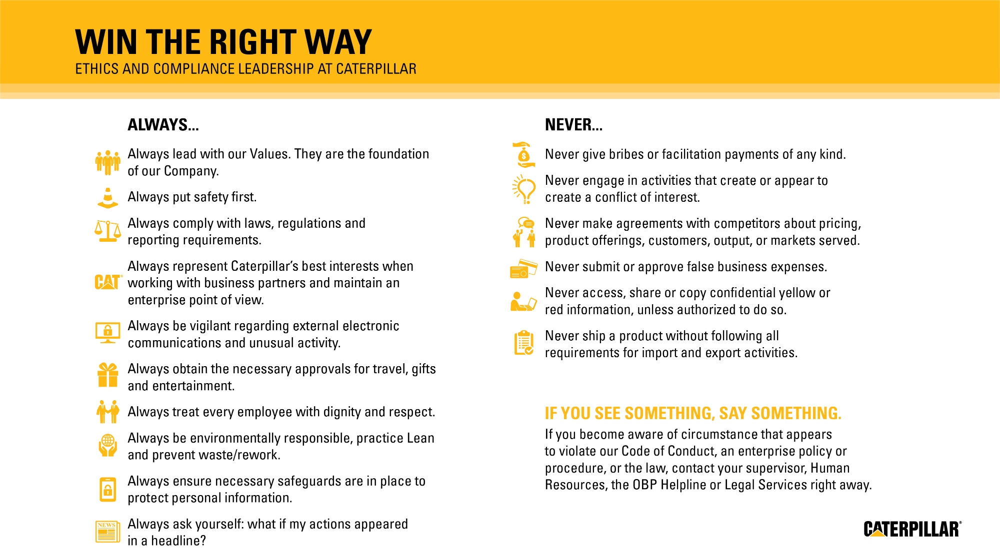 WIN THE RIGHT WAY
ETHICS AND COMPLIANCE LEADERSHIP AT CATERPILLAR
ALWAYS...
Always lead with our Values. They are the foundation
of our Company.
Always put safety first.
Always comply with laws, regulations and
reporting requirements.
CAT®
Always represent Caterpillar’s best interests when
working with business partners and maintain an
enterprise point of view.
Always be vigilant regarding external electronic
communications and unusual activity.
Always obtain the necessary approvals for travel, gifts
and entertainment.
Always treat every employee with dignity and respect.
Always be environmentally responsible, practice Lean
and prevent waste/rework.
Always ensure necessary safeguards are in place to
protect personal information.
NEWS
Always ask yourself: what if my actions appeared
in a headline?
NEVER...
$
Never give bribes or facilitation payments of any kind.
Never engage in activities that create or appear to
create a conflict of interest.
Never make agreements with competitors about pricing,
product offerings, customers, output, or markets served.
Never submit or approve false business expenses.
Never access, share or copy confidential yellow or
red information, unless authorized to do so.
Never ship a product without following all
requirements for import and export activities.
IF YOU SEE SOMETHING, SAY SOMETHING.
If you become aware of circumstance that appears
to violate our Code of Conduct, an enterprise policy or
procedure, or the law, contact your supervisor, Human
Resources, the OBP Helpline or Legal Services right away.
CATERPILLAR®